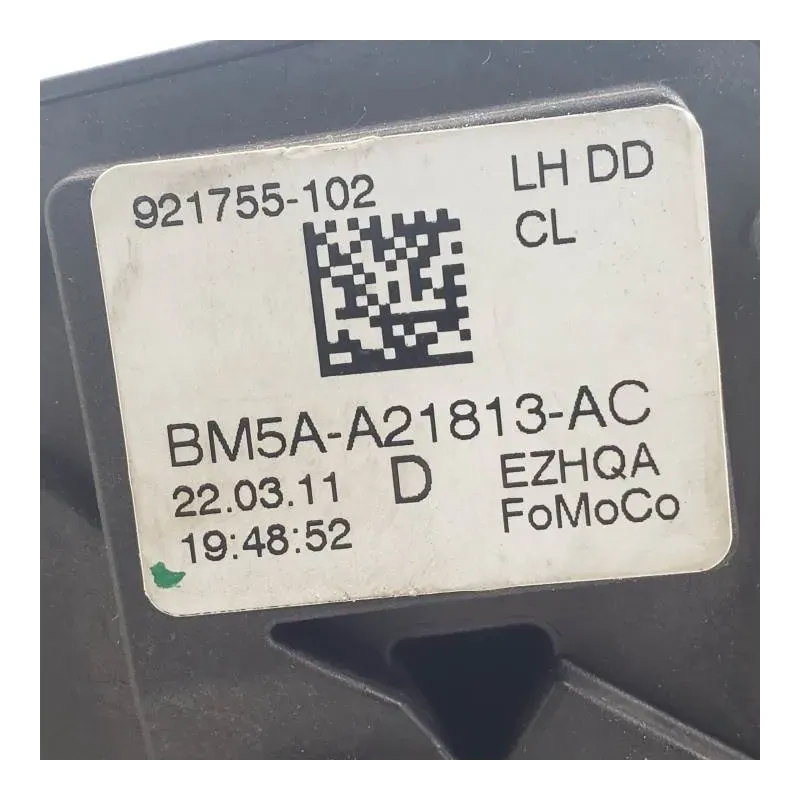 921755-102 LH DD
CL
BM5A-A21813-AC
22.03.11 D EZHQA
19:48:52 FoMoCo